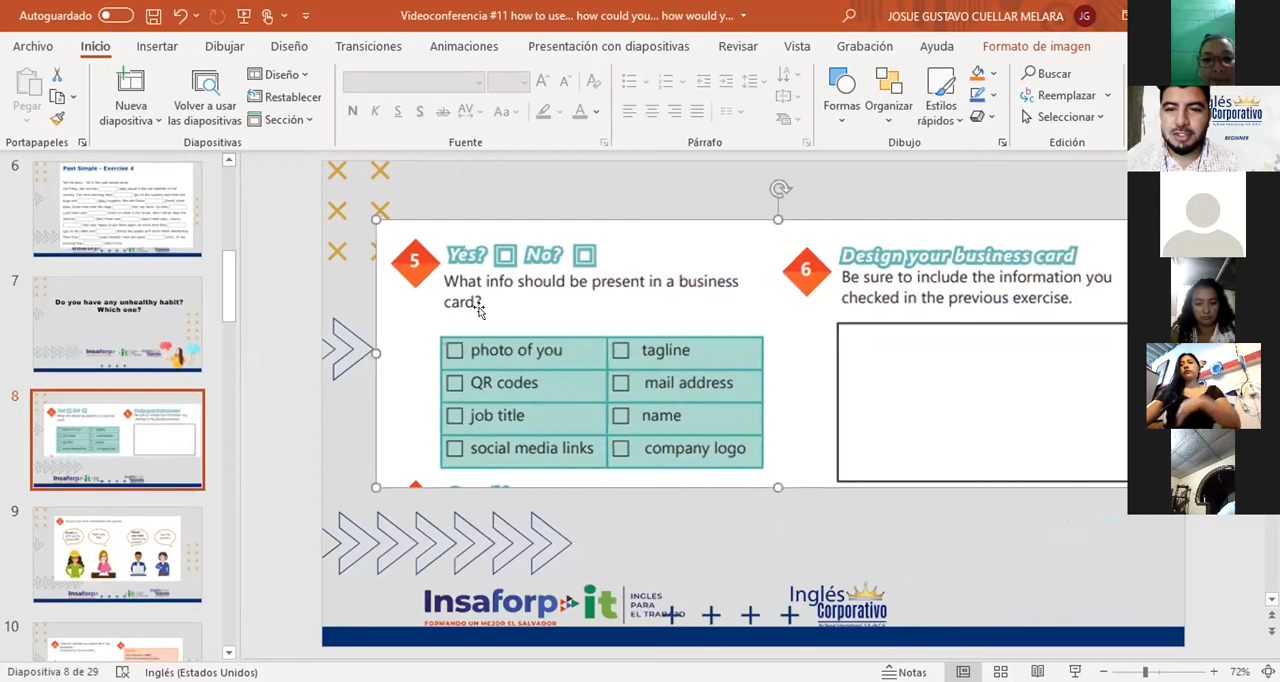 Autoguardado
Videoconferencia #11 how to use... how could you... how would y...
JOSUE GUSTAVO CUELLAR MELARA
JG
Archivo
Inicio
Insertar
Dibujar
Diseño
Transiciones
Animaciones
Presentación con diapositivas
Revisar
Vista
Grabación
Ayuda
Formato de imagen
Pegar
Nueva
diapositiva
Volver a usar
las diapositivas
Diseño
Restablecer
Sección
Formas
Organizar
Estilos
rápidos
Buscar
Reemplazar
Seleccionar
Portapapeles
Diapositivas
Fuente
Párrafo
Dibujo
Edición
6
Past Simple - Exercise 4
7
Do you have any unhealthy habit?
Which one?
8
9
10
5
Yes? No?
What info should be present in a business
card?
photo of you
tagline
QR codes
mail address
job title
name
social media links
company logo
6
Design your business card
Be sure to include the information you
checked in the previous exercise.
Insaforp it
INGLES
PARA
EL TRABAJO
FORMANDO UN MEJOR EL SALVADOR
Inglés
Corporativo
glés
Corporativo
BEGINNER
Diapositiva 8 de 29
Inglés (Estados Unidos)
Notas
72%